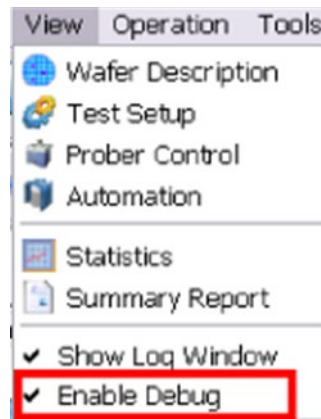 View Operation Tools
Wafer Description
Test Setup
Prober Control
Automation
Statistics
Summary Report
Show Log Window
Enable Debug